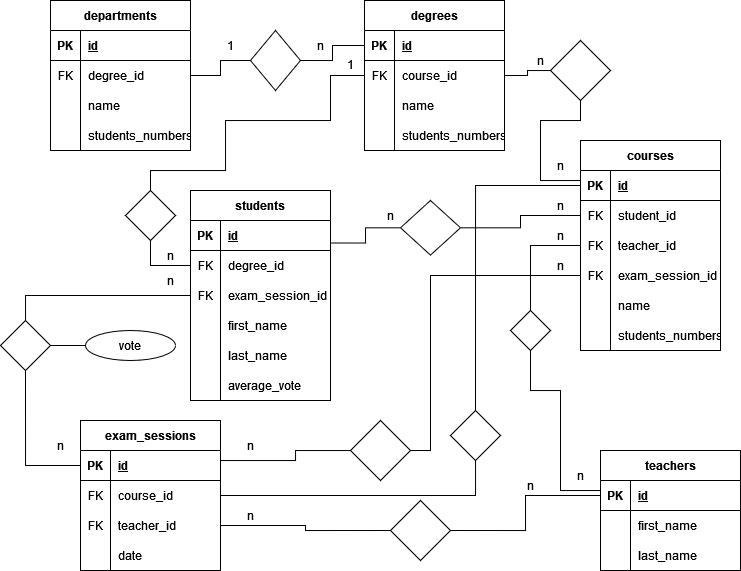 departments
PK id
FK degree_id
name
students_numbers
1
n
degrees
PK id
1
FK course_id
name
students_numbers
n
n
courses
PK id
n
FK student_id
n
FK teacher_id
n
FK exam_session_id
name
students_numbers
students
PK id
n
n
FK degree_id
n
FK exam_session_id
first_name
last_name
average_vote
vote
n
exam_sessions
PK id
n
FK course_id
FK teacher_id
n
date
n
n
teachers
PK id
first_name
last_name